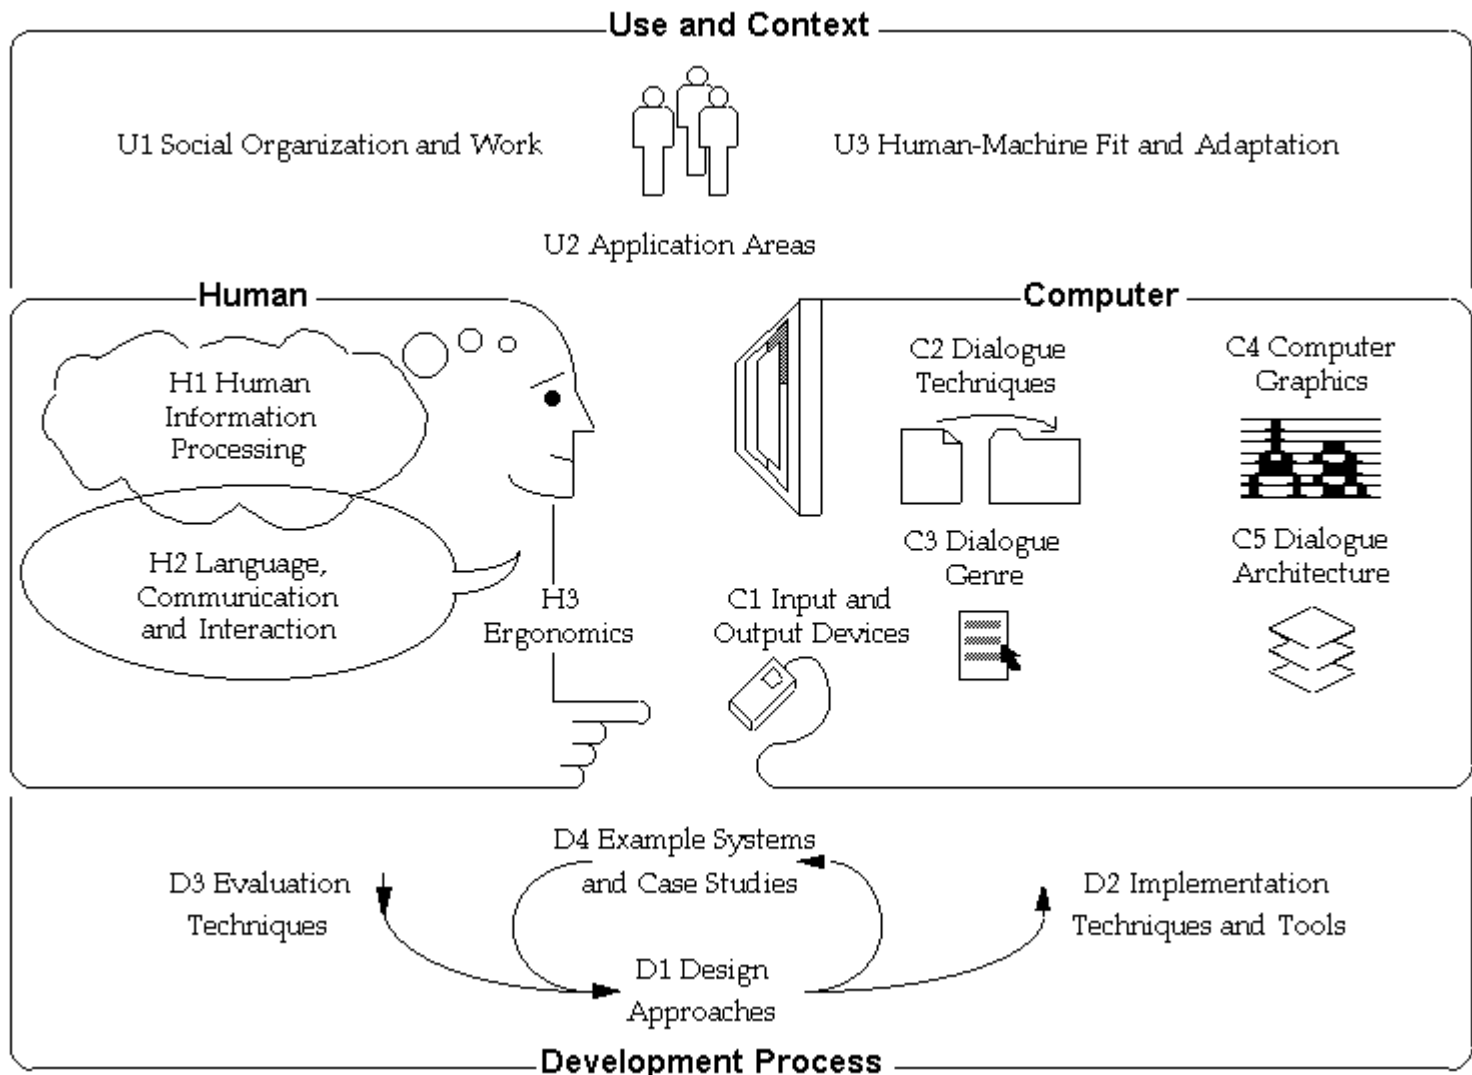 Use and Context
U1 Social Organization and Work
U3 Human-Machine Fit and Adaptation
U2 Application Areas
Human
H1 Human
Information
Processing
H2 Language,
Communication
and Interaction
H3
Ergonomics
Computer
C1 Input and
Output Devices
C2 Dialogue
Techniques
C3 Dialogue
Genre
C4 Computer
Graphics
C5 Dialogue
Architecture
D3 Evaluation
Techniques
D4 Example Systems
and Case Studies
D1 Design
Approaches
D2 Implementation
Techniques and Tools
Development Process